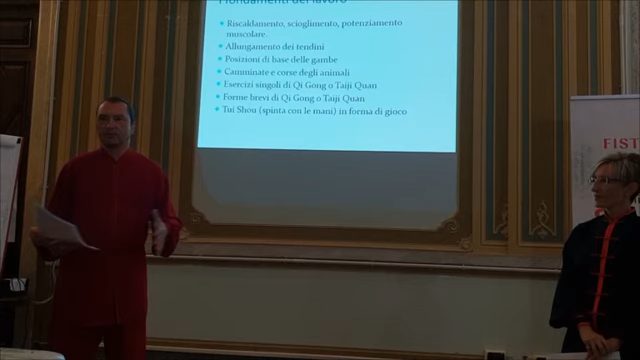 I fondamenti del lavoro
Riscaldamento, scioglimento, potenziamento
muscolare.
Allungamento dei tendini
Posizioni di base delle gambe
Camminate e corse degli animali
Esercizi singoli di Qi Gong o Taiji Quan
Forme brevi di Qi Gong o Taiji Quan
Tui Shou (spinta con le mani) in forma di gioco
FIST